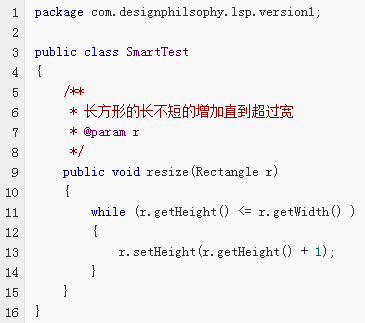 1 package com.designphilsophy.lsp.version1;
2
3 public class SmartTest
4 {
5     /**
6      * 长方形的长不短的增加直到超过宽
7      * @param r
8      */
9     public void resize(Rectangle r)
10     {
11         while (r.getHeight() <= r.getWidth() )
12         {
13             r.setHeight(r.getHeight() + 1);
14         }
15     }
16 }